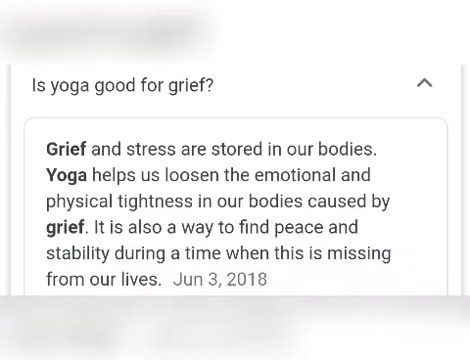 Is yoga good for grief?
Grief and stress are stored in our bodies.
Yoga helps us loosen the emotional and
physical tightness in our bodies caused by
grief. It is also a way to find peace and
stability during a time when this is missing
from our lives. Jun 3, 2018